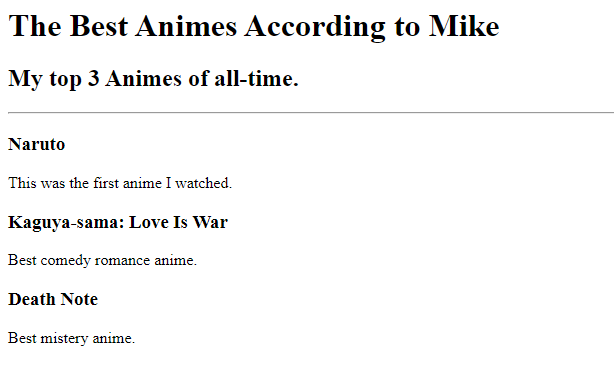 The Best Animes According to Mike
My top 3 Animes of all-time.
Naruto
This was the first anime I watched.
Kaguya-sama: Love Is War
Best comedy romance anime.
Death Note
Best mistery anime.